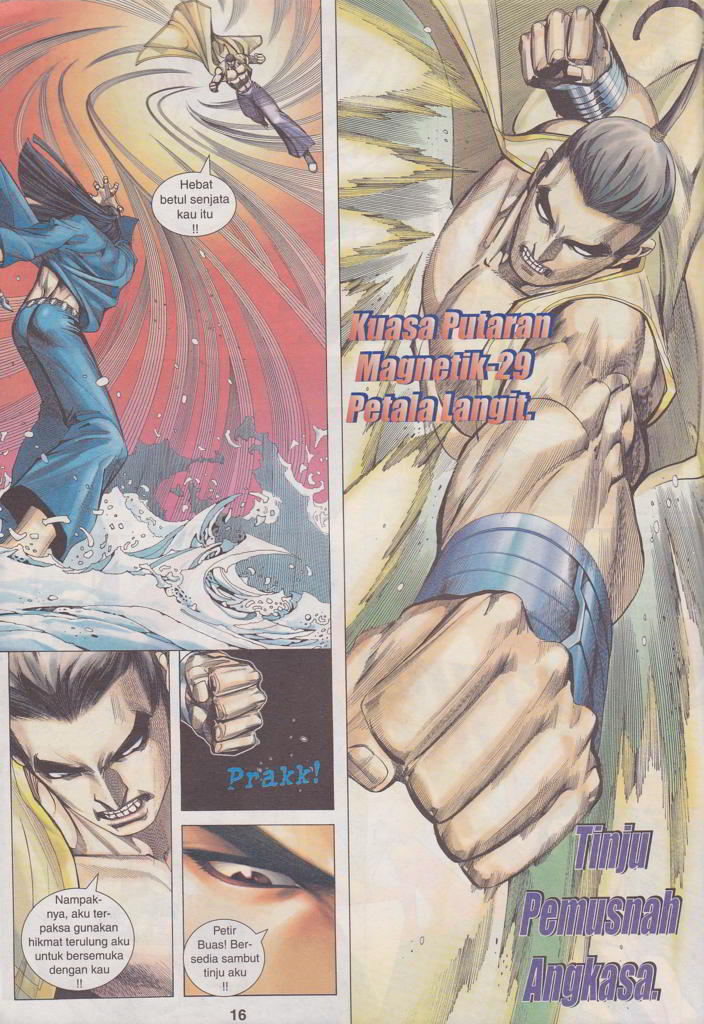 Hebat
betul senjata
kau itu
!!
Nampak-
nya, aku ter-
paksa gunakan
hikmat terulung aku
untuk bersemuka
dengan kau
!!
Prakk!
Petir
Buas! Ber-
sedia sambut
tinju aku
!!
16
Kuasa Putaran
Magnetik-29
Petala Langit.
Tinju
Pemusnah
Angkasa.